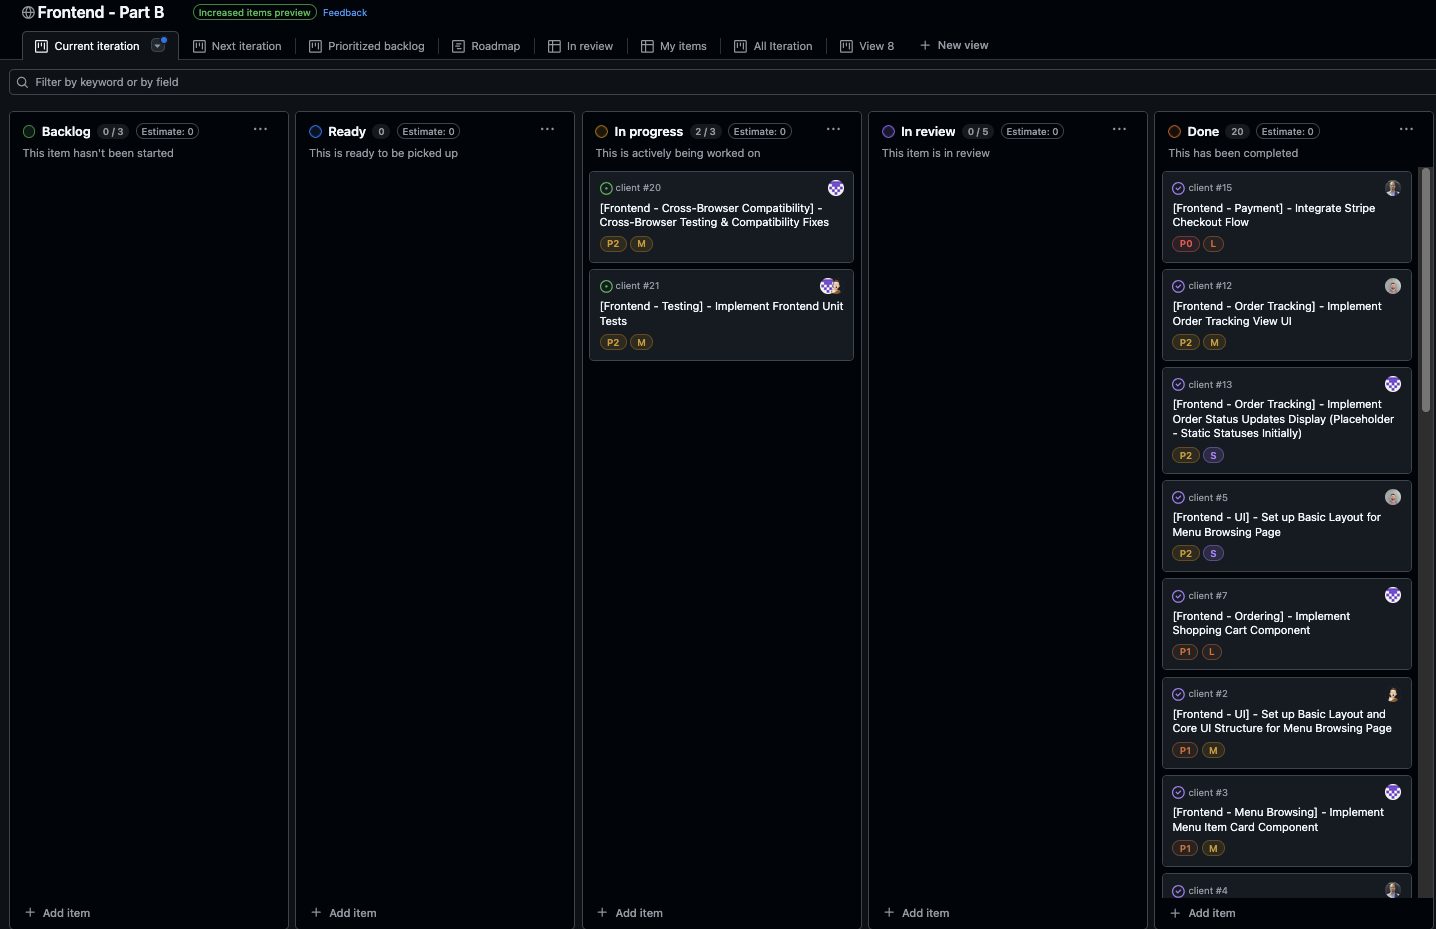 Frontend - Part B
Increased items preview
Feedback
Current iteration
Next iteration
Prioritized backlog
Roadmap
In review
My items
All Iteration
View 8
New view
Filter by keyword or by field
Backlog 0 / 3 Estimate: 0
This item hasn't been started
Add item
Ready 0 Estimate: 0
This is ready to be picked up
Add item
In progress 2 / 3 Estimate: 0
This is actively being worked on
client #20
[Frontend - Cross-Browser Compatibility] -
Cross-Browser Testing & Compatibility Fixes
P2 M
client #21
[Frontend - Testing] - Implement Frontend Unit
Tests
P2 M
Add item
In review 0 / 5 Estimate: 0
This item is in review
Add item
Done 20 Estimate: 0
This has been completed
client #15
[Frontend - Payment] - Integrate Stripe
Checkout Flow
P0 L
client #12
[Frontend - Order Tracking] - Implement
Order Tracking View UI
P2 M
client #13
[Frontend - Order Tracking] - Implement
Order Status Updates Display (Placeholder
- Static Statuses Initially)
P2 S
client #5
[Frontend - UI] - Set up Basic Layout for
Menu Browsing Page
P2 S
client #7
[Frontend - Ordering] - Implement
Shopping Cart Component
P1 L
client #2
[Frontend - UI] - Set up Basic Layout and
Core UI Structure for Menu Browsing Page
P1 M
client #3
[Frontend - Menu Browsing] - Implement
Menu Item Card Component
P1 M
client #4
Add item